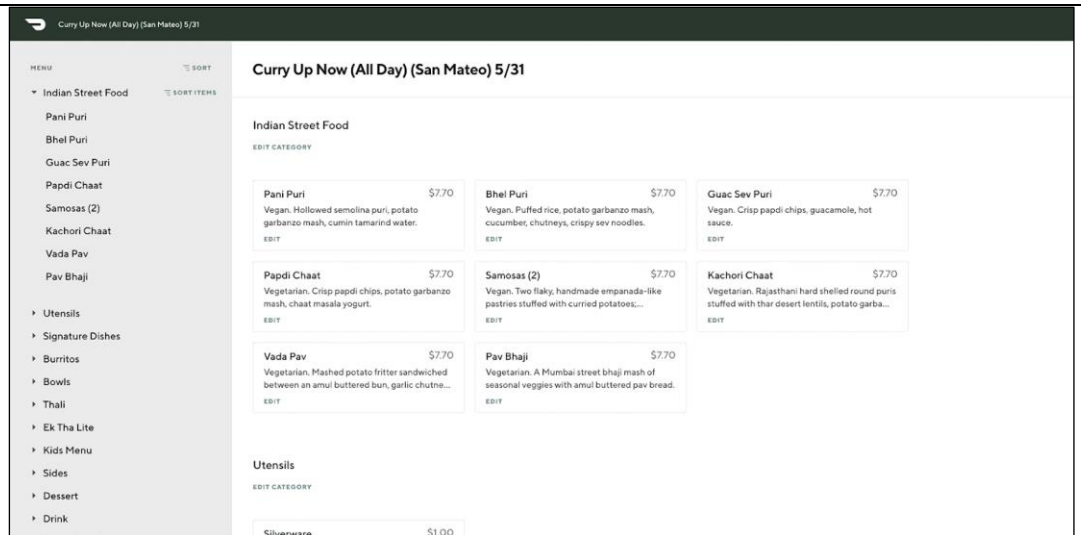 Curry Up Now (All Day) (San Mateo) 5/31
MENU
SORT
Indian Street Food
SORT ITEMS
Pani Puri
Bhel Puri
Guac Sev Puri
Papdi Chaat
Samosas (2)
Kachori Chaat
Vada Pav
Pav Bhaji
Utensils
Signature Dishes
Burritos
Bowls
Thali
Ek Tha Lite
Kids Menu
Sides
Dessert
Drink
Curry Up Now (All Day) (San Mateo) 5/31
Indian Street Food
EDIT CATEGORY
Pani Puri $7.70
Vegan. Hollowed semolina puri, potato
garbanzo mash, cumin tamarind water.
EDIT
Bhel Puri $7.70
Vegan. Puffed rice, potato garbanzo mash,
cucumber, chutneys, crispy sev noodles.
EDIT
Guac Sev Puri $7.70
Vegan. Crisp papdi chips, guacamole, hot
sauce.
EDIT
Papdi Chaat $7.70
Vegetarian. Crisp papdi chips, potato garbanzo
mash, chaat masala yogurt.
EDIT
Samosas (2) $7.70
Vegan. Two flaky, handmade empanada-like
pastries stuffed with curried potatoes;...
EDIT
Kachori Chaat $7.70
Vegetarian. Rajasthani hard shelled round puris
stuffed with thar desert lentils, potato garba...
EDIT
Vada Pav $7.70
Vegetarian. Mashed potato fritter sandwiched
between an amul buttered bun, garlic chutne...
EDIT
Pav Bhaji $7.70
Vegetarian. A Mumbai street bhaji mash of
seasonal veggies with amul buttered pav bread.
EDIT
Utensils
EDIT CATEGORY
Silverware $1.00